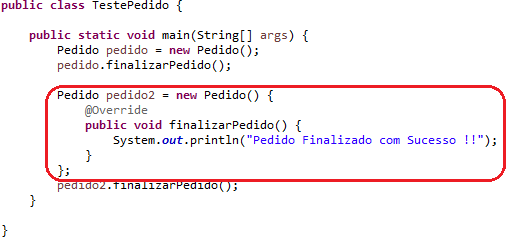 public class TestePedido {
public static void main(String[] args) {
Pedido pedido = new Pedido();
pedido.finalizarPedido();
Pedido pedido2 = new Pedido() {
@Override
public void finalizarPedido() {
System.out.println("Pedido Finalizado com Sucesso !!");
}
};
pedido2.finalizarPedido();
}
}